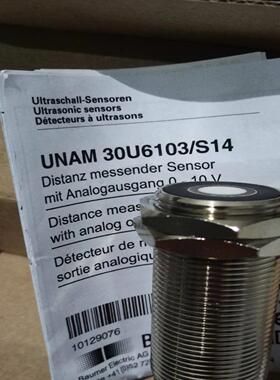 Ultraschall-Sensoren
Ultrasonic sensors
Détecteurs à ultrasons
UNAM 30U6103/S14
Distanz messender Sensor
mit Analogausgang 0 - 10 V
Distance meas
with analog o
Détecteur de
sortie analogique
10129076
Baumer Electric AG